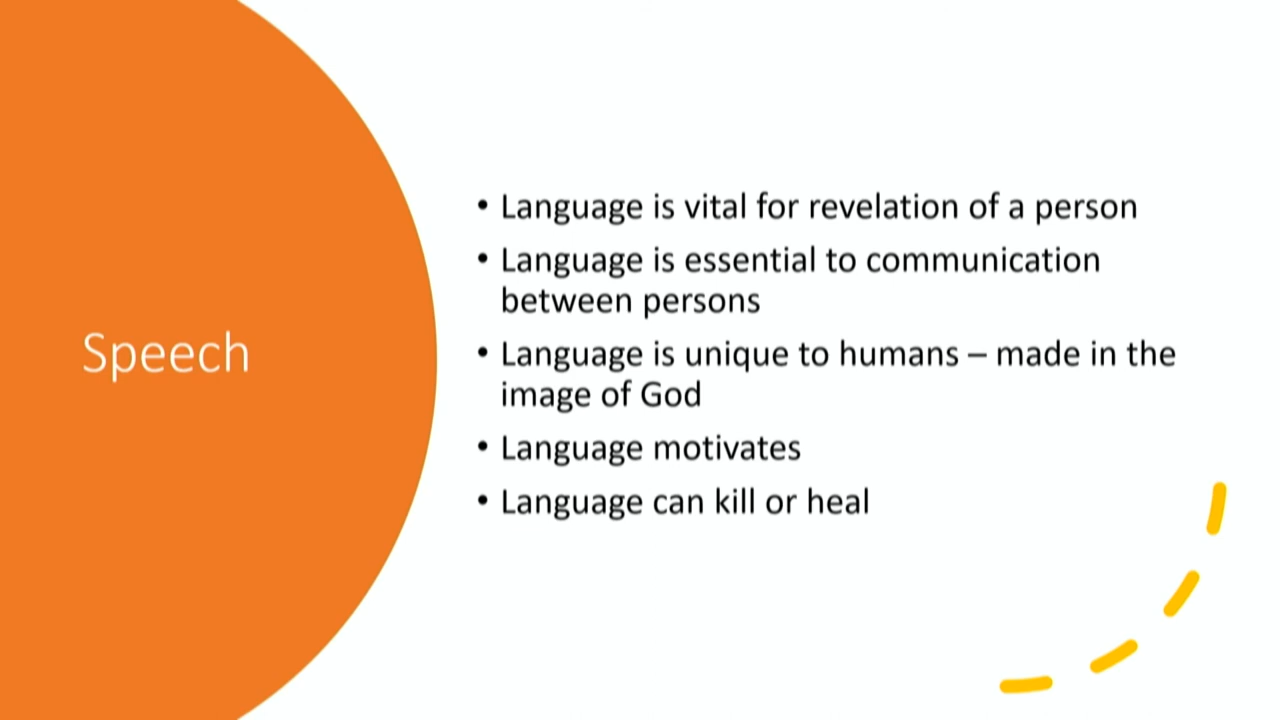 Speech
• Language is vital for revelation of a person
• Language is essential to communication
between persons
• Language is unique to humans – made in the
image of God
• Language motivates
• Language can kill or heal